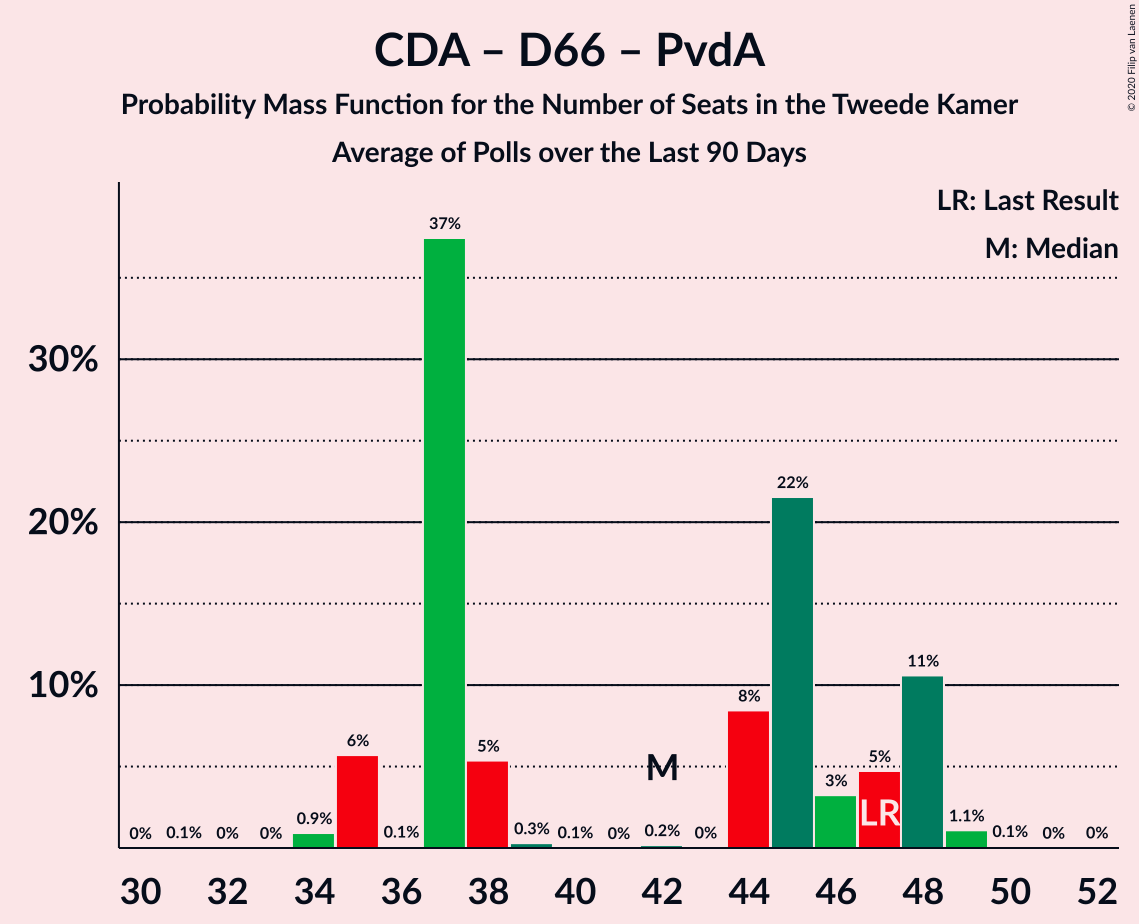 CDA – D66 – PvdA
Probability Mass Function for the Number of Seats in the Tweede Kamer
Average of Polls over the Last 90 Days
© 2020 Filip van Laenen
LR: Last Result
M: Median
30%
20%
10%
0% 0.1% 0% 0% 0.9% 6% 0.1% 37% 5% 0.3% 0.1% 0% 0.2% 0% 8% 22% 3% 5% 11% 1.1% 0.1% 0% 0%
M
LR
30 32 34 36 38 40 42 44 46 48 50 52